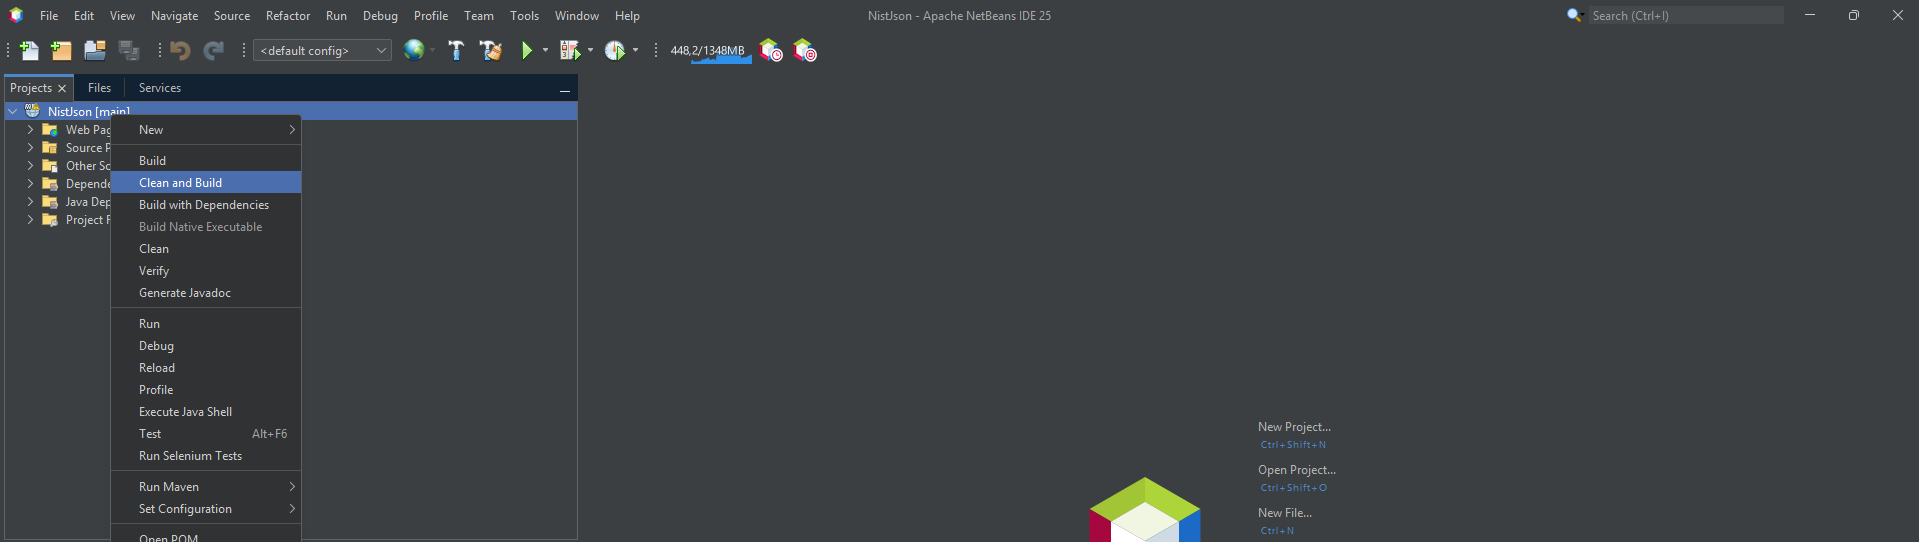 File Edit View Navigate Source Refactor Run Debug Profile Team Tools Window Help NistJson - Apache NetBeans IDE 25 Search (Ctrl+I)
<default config> 448,2/1348MB
Projects Files Services
NistJson [main]
Web Pag
Source P
Other So
Depende
Java Dep
Project F
New
Build
Clean and Build
Build with Dependencies
Build Native Executable
Clean
Verify
Generate Javadoc
Run
Debug
Reload
Profile
Execute Java Shell
Test Alt+F6
Run Selenium Tests
Run Maven
Set Configuration
Open POM
New Project...
Ctrl+Shift+N
Open Project...
Ctrl+Shift+O
New File...
Ctrl+N